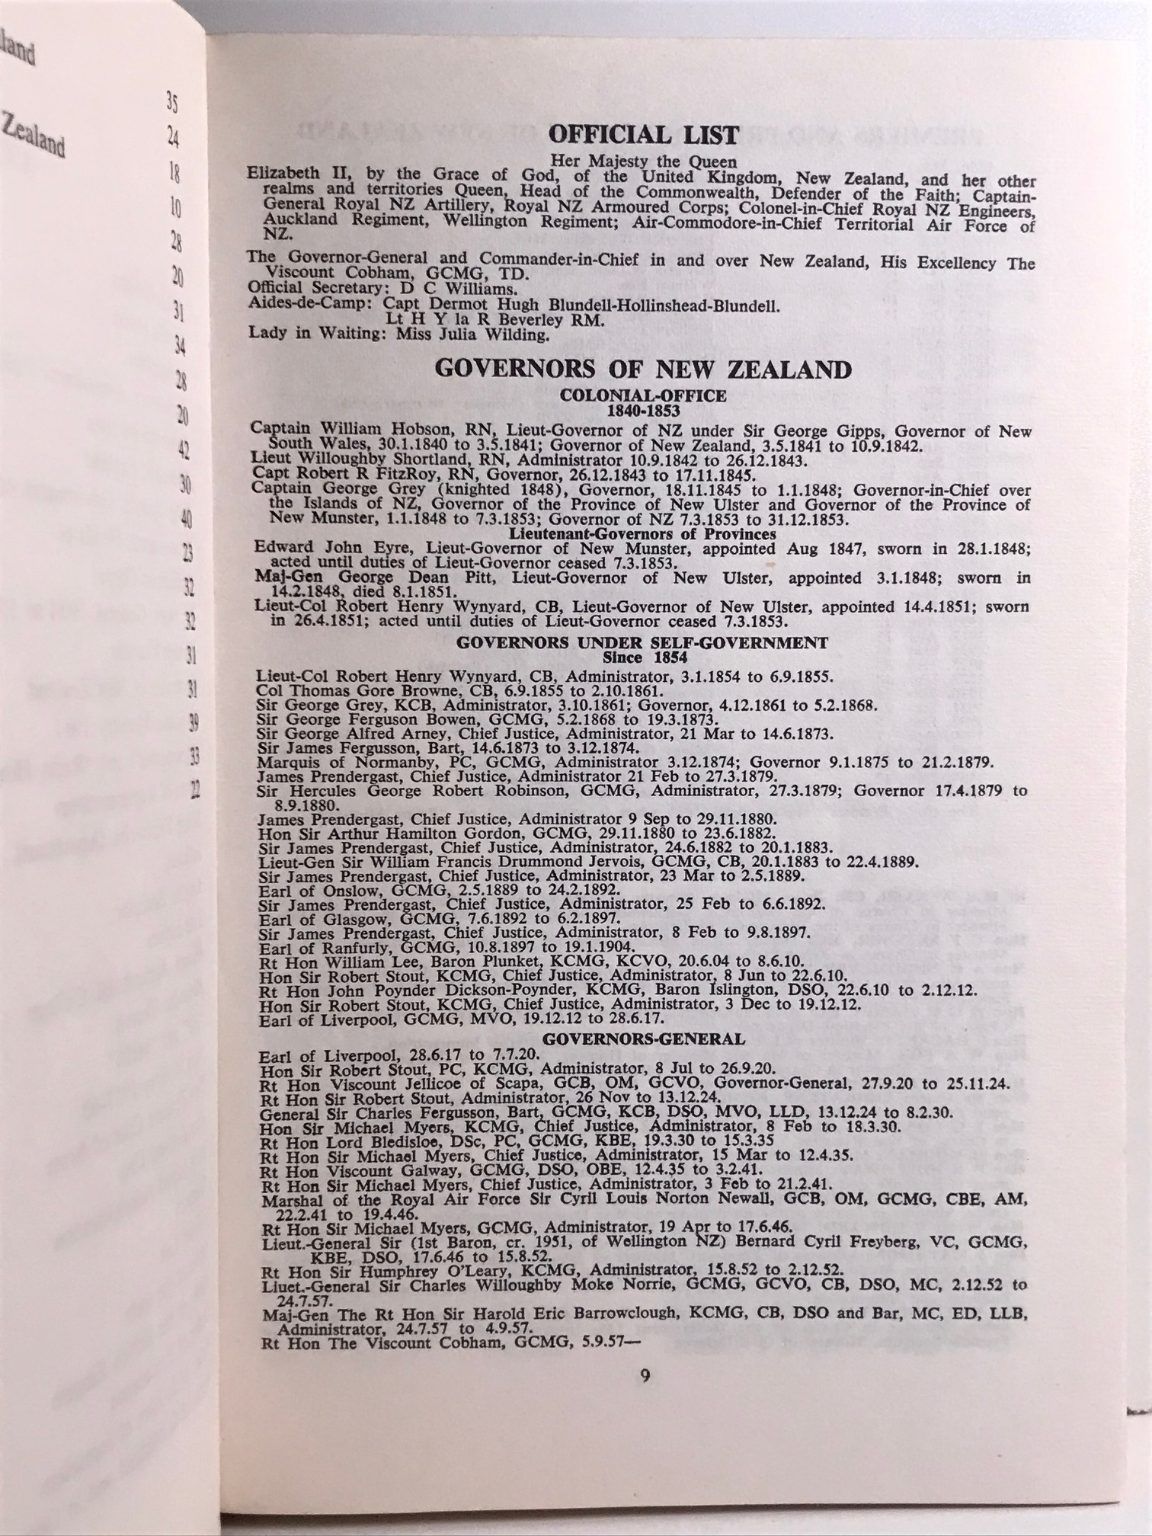 land
Zealand
35
24
18
10
28
20
31
34
28
20
42
30
40
23
32
32
31
31
39
33
22
OFFICIAL LIST
Her Majesty the Queen
Elizabeth II, by the Grace of God, of the United Kingdom, New Zealand, and her other
realms and territories Queen, Head of the Commonwealth, Defender of the Faith; Captain-
General Royal NZ Artillery, Royal NZ Armoured Corps; Colonel-in-Chief Royal NZ Engineers,
Auckland Regiment, Wellington Regiment; Air-Commodore-in-Chief Territorial Air Force of
NZ.
The Governor-General and Commander-in-Chief in and over New Zealand, His Excellency The
Viscount Cobham, GCMG, TD.
Official Secretary: D C Williams.
Aides-de-Camp: Capt Dermot Hugh Blundell-Hollinshead-Blundell.
Lt H Y la R Beverley RM.
Lady in Waiting: Miss Julia Wilding.
GOVERNORS OF NEW ZEALAND
COLONIAL-OFFICE
1840-1853
Captain William Hobson, RN, Lieut-Governor of NZ under Sir George Gipps, Governor of New
South Wales, 30.1.1840 to 3.5.1841; Governor of New Zealand, 3.5.1841 to 10.9.1842.
Lieut Willoughby Shortland, RN, Administrator 10.9.1842 to 26.12.1843.
Capt Robert R FitzRoy, RN, Governor, 26.12.1843 to 17.11.1845.
Captain George Grey (knighted 1848), Governor, 18.11.1845 to 1.1.1848; Governor-in-Chief over
the Islands of NZ, Governor of the Province of New Ulster and Governor of the Province of
New Munster, 1.1.1848 to 7.3.1853; Governor of NZ 7.3.1853 to 31.12.1853.
Lieutenant-Governors of Provinces
Edward John Eyre, Lieut-Governor of New Munster, appointed Aug 1847, sworn in 28.1.1848;
acted until duties of Lieut-Governor ceased 7.3.1853.
Maj-Gen George Dean Pitt, Lieut-Governor of New Ulster, appointed 3.1.1848; sworn in
14.2.1848, died 8.1.1851.
Lieut-Col Robert Henry Wynyard, CB, Lieut-Governor of New Ulster, appointed 14.4.1851; sworn
in 26.4.1851; acted until duties of Lieut-Governor ceased 7.3.1853.
GOVERNORS UNDER SELF-GOVERNMENT
Since 1854
Lieut-Col Robert Henry Wynyard, CB, Administrator, 3.1.1854 to 6.9.1855.
Col Thomas Gore Browne, CB, 6.9.1855 to 2.10.1861.
Sir George Grey, KCB, Administrator, 3.10.1861; Governor, 4.12.1861 to 5.2.1868.
Sir George Ferguson Bowen, GCMG, 5.2.1868 to 19.3.1873.
Sir George Alfred Arney, Chief Justice, Administrator, 21 Mar to 14.6.1873.
Sir James Fergusson, Bart, 14.6.1873 to 3.12.1874.
Marquis of Normanby, PC, GCMG, Administrator 3.12.1874; Governor 9.1.1875 to 21.2.1879.
James Prendergast, Chief Justice, Administrator 21 Feb to 27.3.1879.
Sir Hercules George Robert Robinson, GCMG, Administrator, 27.3.1879; Governor 17.4.1879 to
8.9.1880.
James Prendergast, Chief Justice, Administrator 9 Sep to 29.11.1880.
Hon Sir Arthur Hamilton Gordon, GCMG, 29.11.1880 to 23.6.1882.
Sir James Prendergast, Chief Justice, Administrator, 24.6.1882 to 20.1.1883.
Lieut-Gen Sir William Francis Drummond Jervois, GCMG, CB, 20.1.1883 to 22.4.1889.
Sir James Prendergast, Chief Justice, Administrator, 23 Mar to 2.5.1889.
Earl of Onslow, GCMG, 2.5.1889 to 24.2.1892.
Sir James Prendergast, Chief Justice, Administrator, 25 Feb to 6.6.1892.
Earl of Glasgow, GCMG, 7.6.1892 to 6.2.1897.
Sir James Prendergast, Chief Justice, Administrator, 8 Feb to 9.8.1897.
Earl of Ranfurly, GCMG, 10.8.1897 to 19.1.1904.
Rt Hon William Lee, Baron Plunket, KCMG, KCVO, 20.6.04 to 8.6.10.
Hon Sir Robert Stout, KCMG, Chief Justice, Administrator, 8 Jun to 22.6.10.
Rt Hon John Poynder Dickson-Poynder, KCMG, Baron Islington, DSO, 22.6.10 to 2.12.12.
Hon Sir Robert Stout, KCMG, Chief Justice, Administrator, 3 Dec to 19.12.12.
Earl of Liverpool, GCMG, MVO, 19.12.12 to 28.6.17.
GOVERNORS-GENERAL
Earl of Liverpool, 28.6.17 to 7.7.20.
Hon Sir Robert Stout, PC, KCMG, Administrator, 8 Jul to 26.9.20.
Rt Hon Viscount Jellicoe of Scapa, GCB, OM, GCVO, Governor-General, 27.9.20 to 25.11.24.
Rt Hon Sir Robert Stout, Administrator, 26 Nov to 13.12.24.
General Sir Charles Fergusson, Bart, GCMG, KCB, DSO, MVO, LLD, 13.12.24 to 8.2.30.
Hon Sir Michael Myers, KCMG, Chief Justice, Administrator, 8 Feb to 18.3.30.
Rt Hon Lord Bledisloe, DSc, PC, GCMG, KBE, 19.3.30 to 15.3.35
Rt Hon Sir Michael Myers, Chief Justice, Administrator, 15 Mar to 12.4.35.
Rt Hon Viscount Galway, GCMG, DSO, OBE, 12.4.35 to 3.2.41.
Rt Hon Sir Michael Myers, Chief Justice, Administrator, 3 Feb to 21.2.41.
Marshal of the Royal Air Force Sir Cyril Louis Norton Newall, GCB, OM, GCMG, CBE, AM,
22.2.41 to 19.4.46.
Rt Hon Sir Michael Myers, GCMG, Administrator, 19 Apr to 17.6.46.
Lieut.-General Sir (1st Baron, cr. 1951, of Wellington NZ) Bernard Cyril Freyberg, VC, GCMG,
KBE, DSO, 17.6.46 to 15.8.52.
Rt Hon Sir Humphrey O'Leary, KCMG, Administrator, 15.8.52 to 2.12.52.
Liuet.-General Sir Charles Willoughby Moke Norrie, GCMG, GCVO, CB, DSO, MC, 2.12.52 to
24.7.57.
Maj-Gen The Rt Hon Sir Harold Eric Barrowclough, KCMG, CB, DSO and Bar, MC, ED, LLB,
Administrator, 24.7.57 to 4.9.57.
Rt Hon The Viscount Cobham, GCMG, 5.9.57—
9